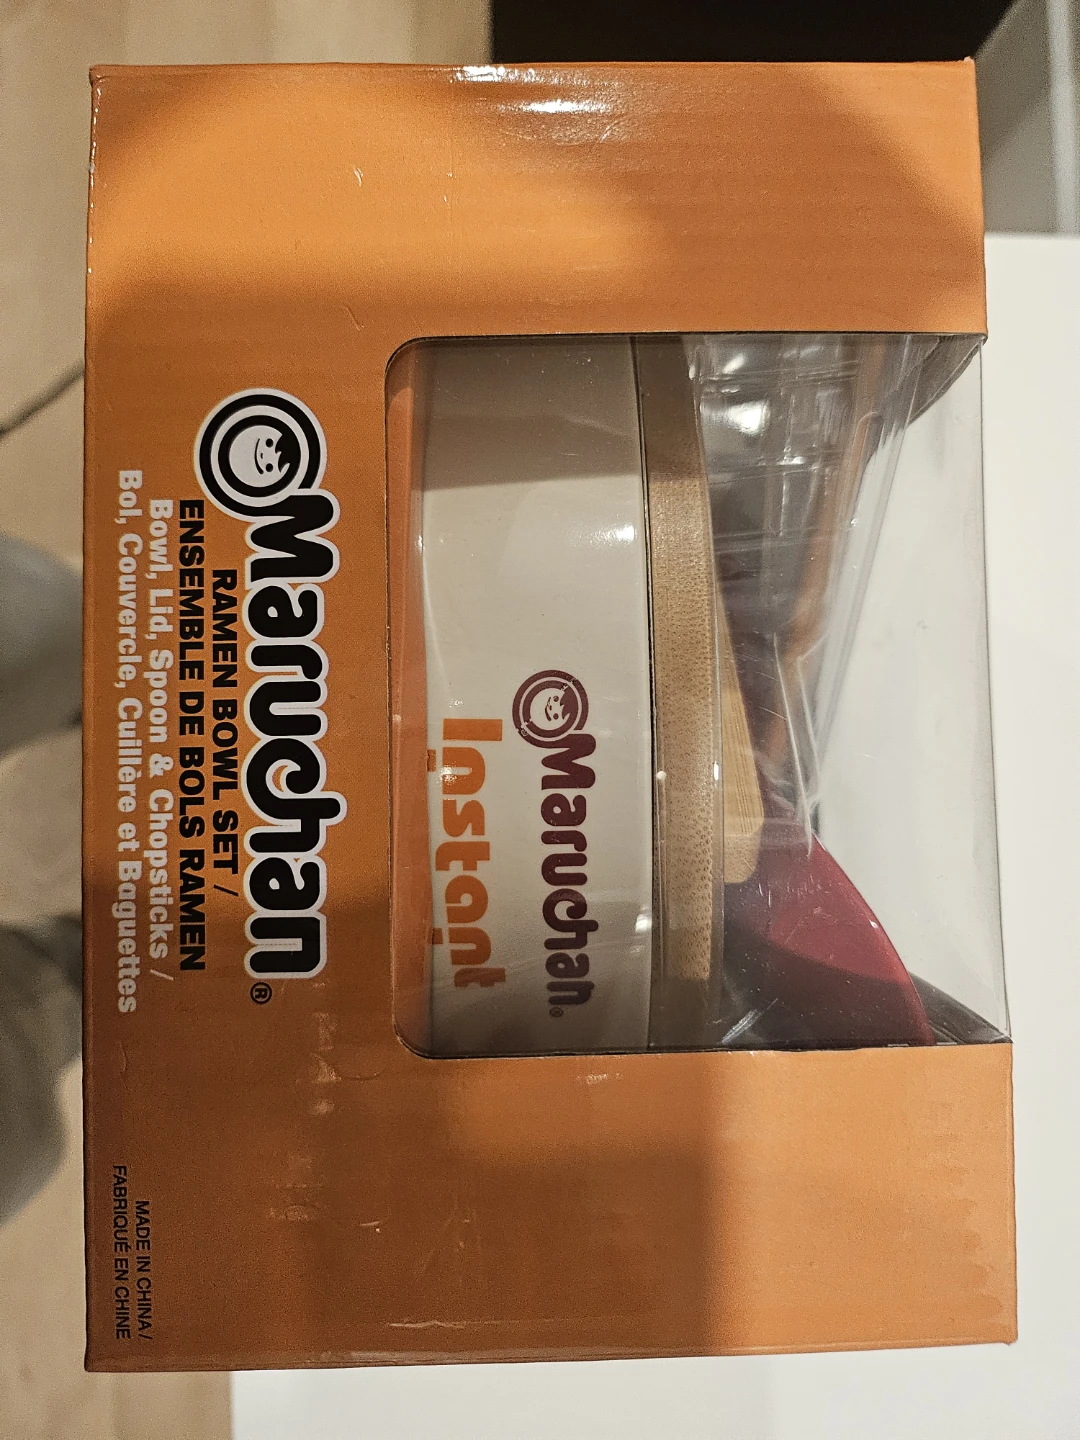 Maruchan®
Instant
Maruchan®
RAMEN BOWL SET /
ENSEMBLE DE BOLS RAMEN
Bowl, Lid, Spoon & Chopsticks /
Bol, Couvercle, Cuillère et Baguettes
MADE IN CHINA /
FABRIQUÉ EN CHINE